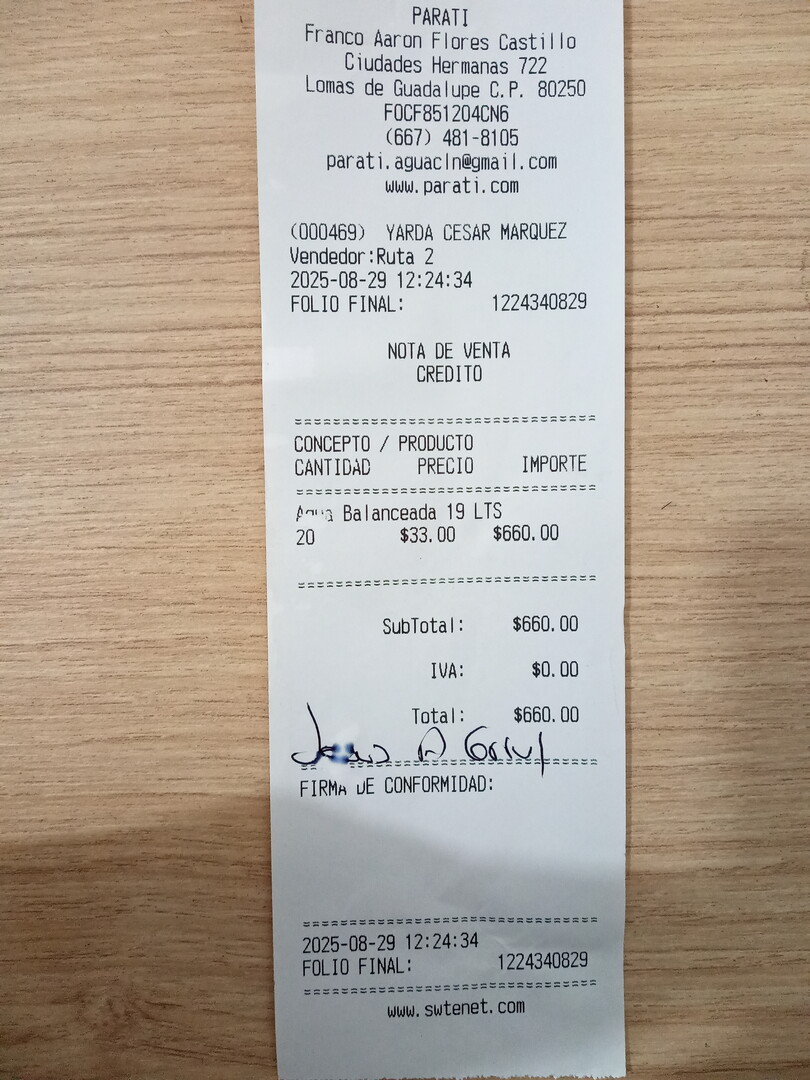 PARATI
Franco Aaron Flores Castillo
Ciudades Hermanas 722
Lomas de Guadalupe C.P. 80250
FOCF851204CN6
(667) 481-8105
parati.aguacln@gmail.com
www.parati.com
(000469) YARDA CESAR MARQUEZ
Vendedor:Ruta 2
2025-08-29 12:24:34
FOLIO FINAL: 1224340829
NOTA DE VENTA
CREDITO
CONCEPTO / PRODUCTO
CANTIDAD PRECIO IMPORTE
Agua Balanceada 19 LTS
20 $33.00 $660.00
SubTotal: $660.00
IVA: $0.00
Total: $660.00
FIRMA DE CONFORMIDAD:
2025-08-29 12:24:34
FOLIO FINAL: 1224340829
www.swtenet.com